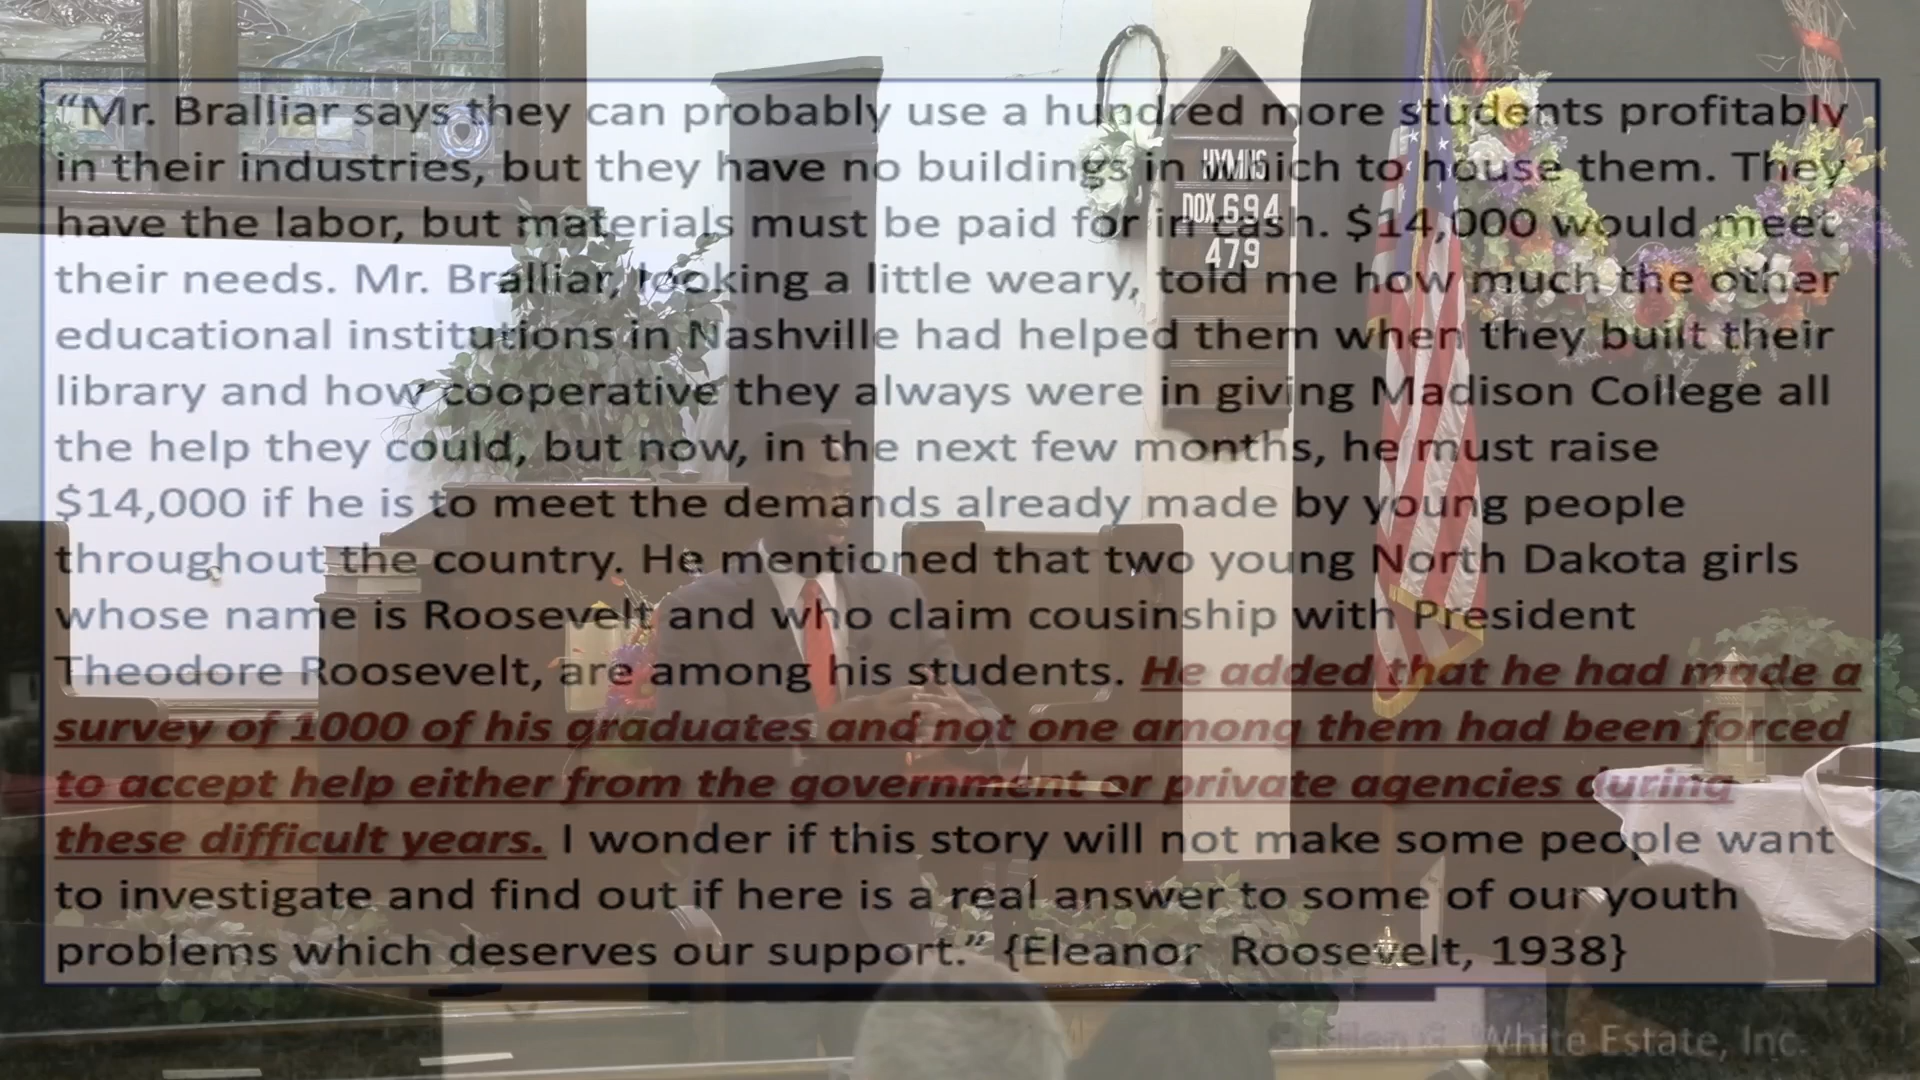 “Mr. Bralliar says they can probably use a hundred more students profitably
in their industries, but they have no buildings in which to house them. They
have the labor, but materials must be paid for in cash. $14,000 would meet
their needs. Mr. Bralliar, looking a little weary, told me how much the other
educational institutions in Nashville had helped them when they built their
library and how cooperative they always were in giving Madison College all
the help they could, but now, in the next few months, he must raise
$14,000 if he is to meet the demands already made by young people
throughout the country. He mentioned that two young North Dakota girls
whose name is Roosevelt and who claim cousinship with President
Theodore Roosevelt, are among his students. He added that he had made a
survey of 1000 of his graduates and not one among them had been forced
to accept help either from the government or private agencies during
these difficult years. I wonder if this story will not make some people want
to investigate and find out if here is a real answer to some of our youth
problems which deserves our support.” {Eleanor Roosevelt, 1938}
HYMNS
DOX 694
479
White Estate, Inc.